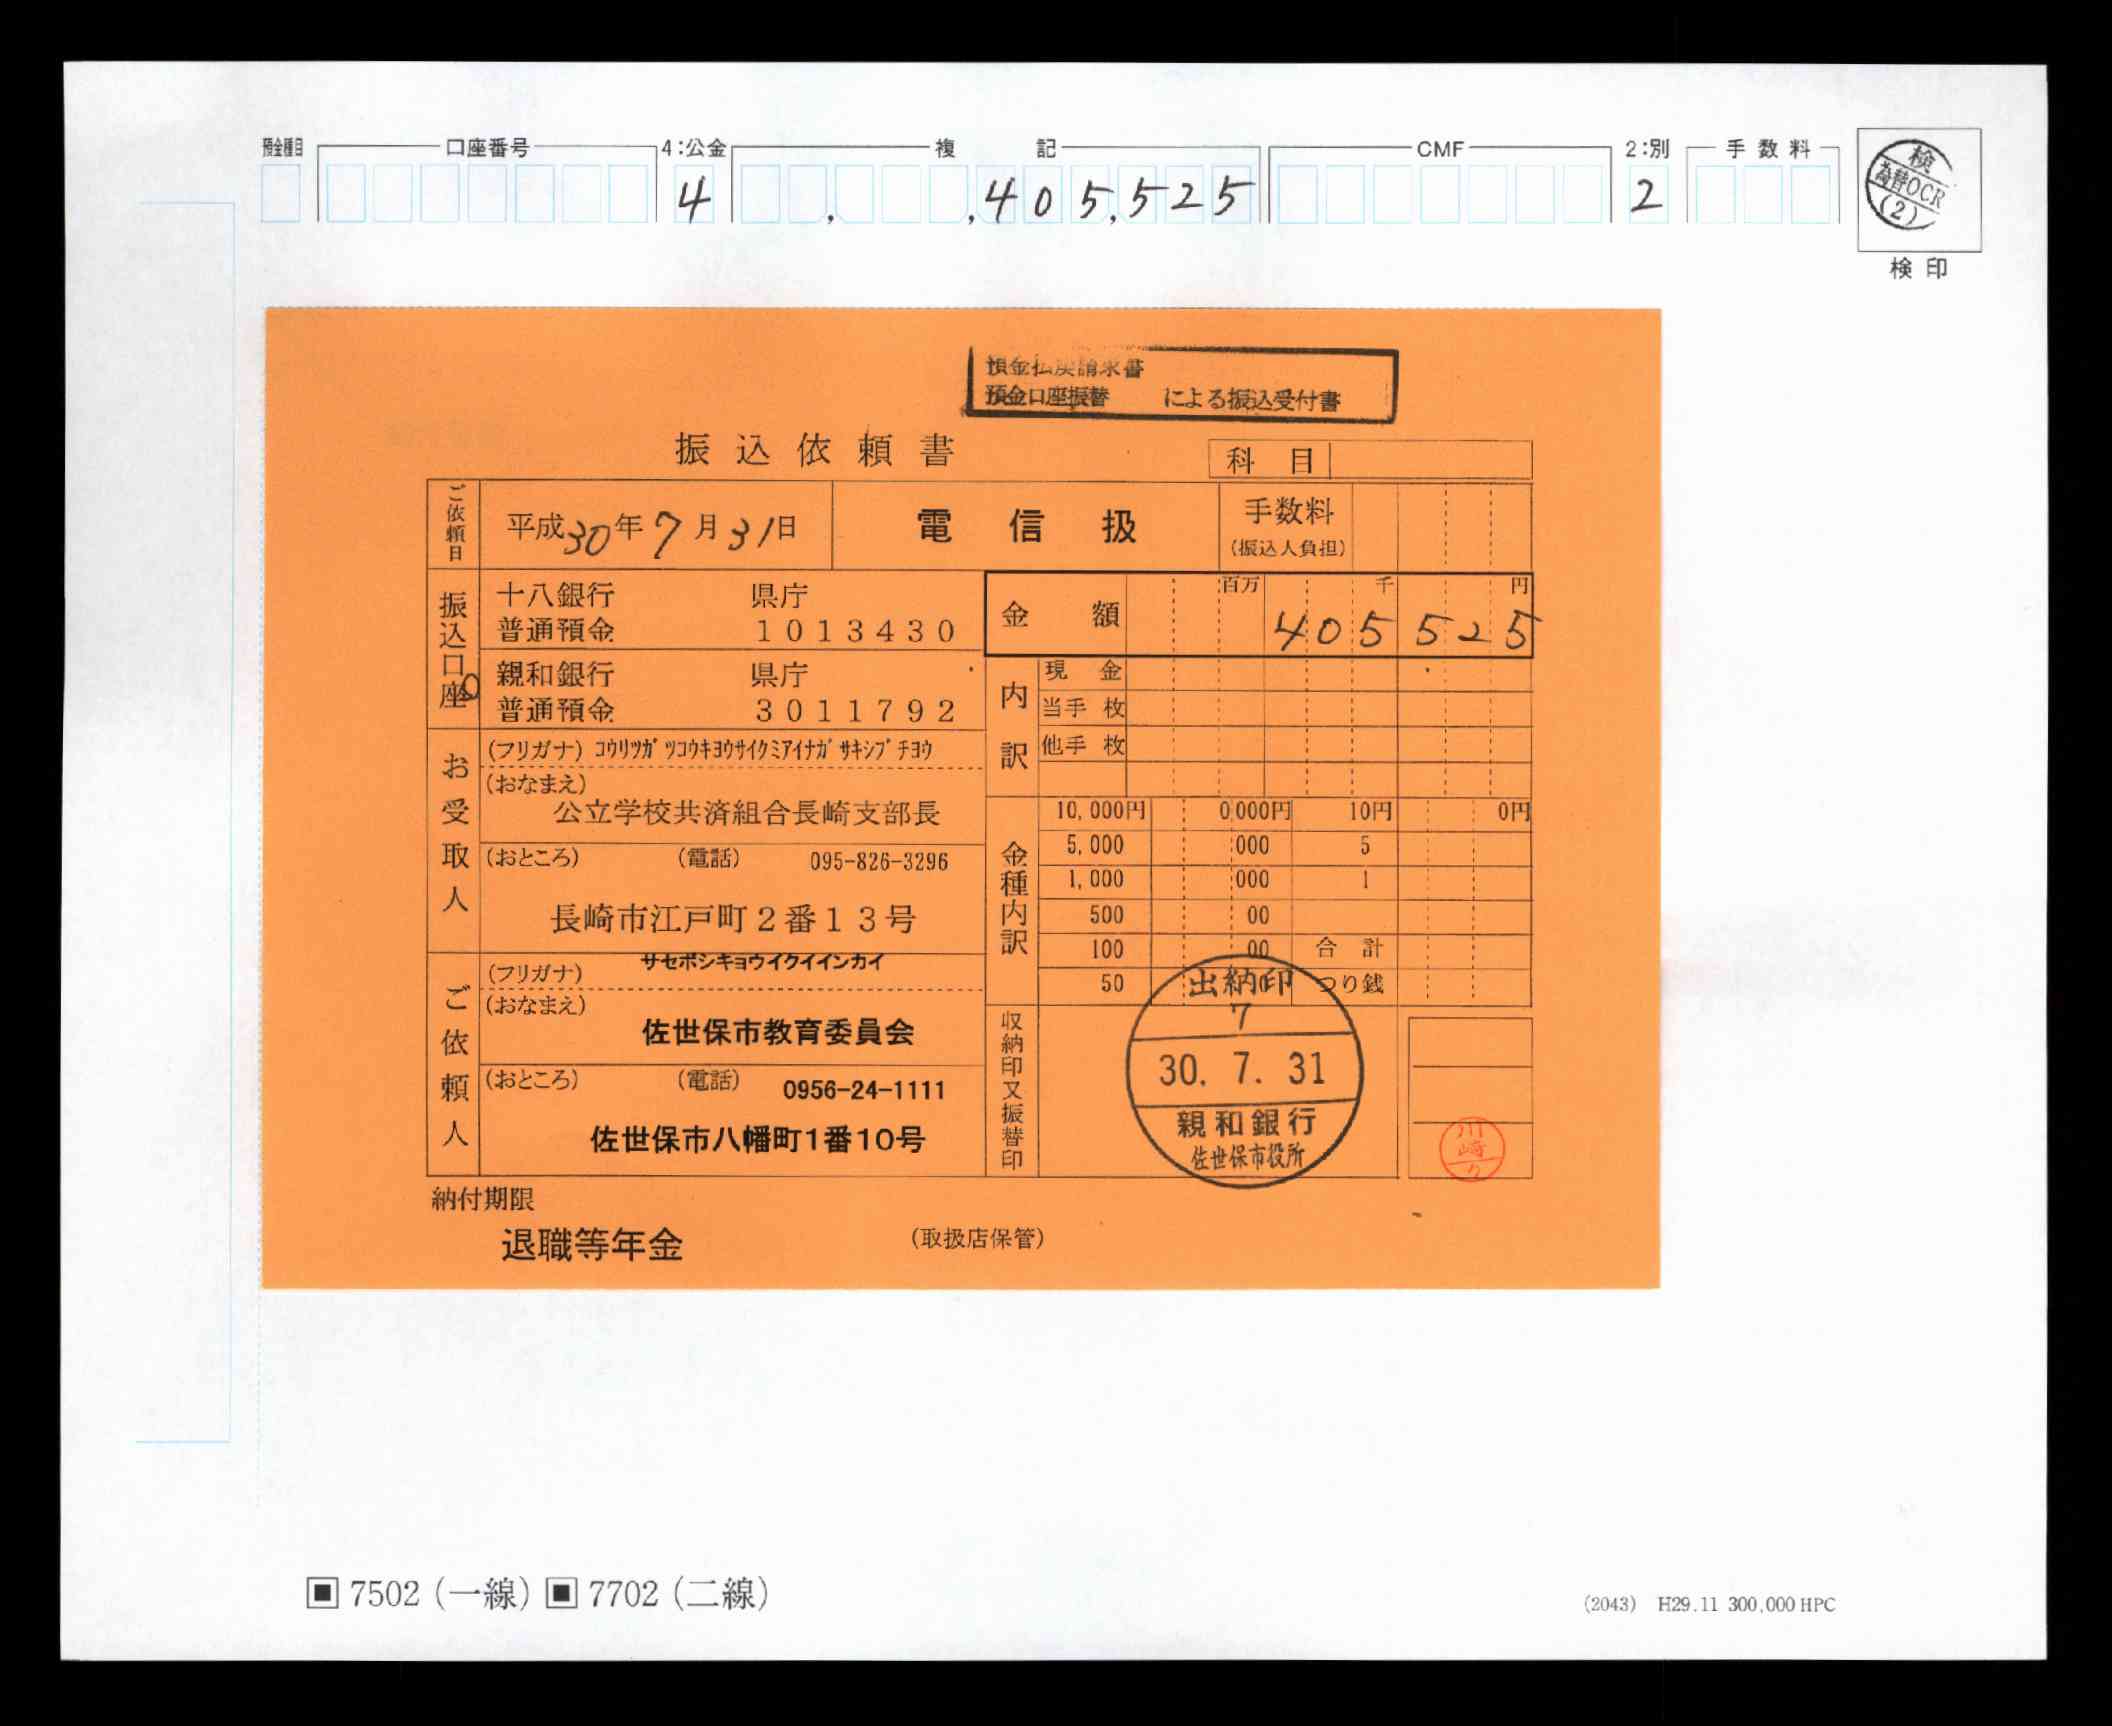 預金種目 口座番号 4:公金 複記 CMF 2:別 手数料
4 ,405,525 2
検
為替OCR
(2)
検印
預金払戻請求書
預金口座振替 による振込受付書
振込依頼書
科目
ご依頼日 平成30年7月31日 電信扱 手数料
(振込人負担)
振込口座
十八銀行 県庁
普通預金 1013430
親和銀行 県庁
普通預金 3011792
金額 百万 千 円
405525
内訳
現金
当手 枚
他手 枚
お受取人
(フリガナ) コウリツガツコウキヨウサイクミアイナガサキシブチヨウ
(おなまえ)
公立学校共済組合長崎支部長
(おところ) (電話) 095-826-3296
長崎市江戸町2番13号
金種内訳
10,000円 0,000円 10円 0円
5,000 000 5
1,000 000 1
500 00
100 00 合計
50 0 つり銭
ご依頼人
サセボシキョウイクイインカイ
(フリガナ)
(おなまえ)
佐世保市教育委員会
(おところ) (電話) 0956-24-1111
佐世保市八幡町1番10号
収納印又振替印
出納印
7
30. 7. 31
親和銀行
佐世保市役所
川崎
納付期限
退職等年金 (取扱店保管)
▣ 7502 (一線) ▣ 7702 (二線)
(2043) H29.11 300,000 HPC